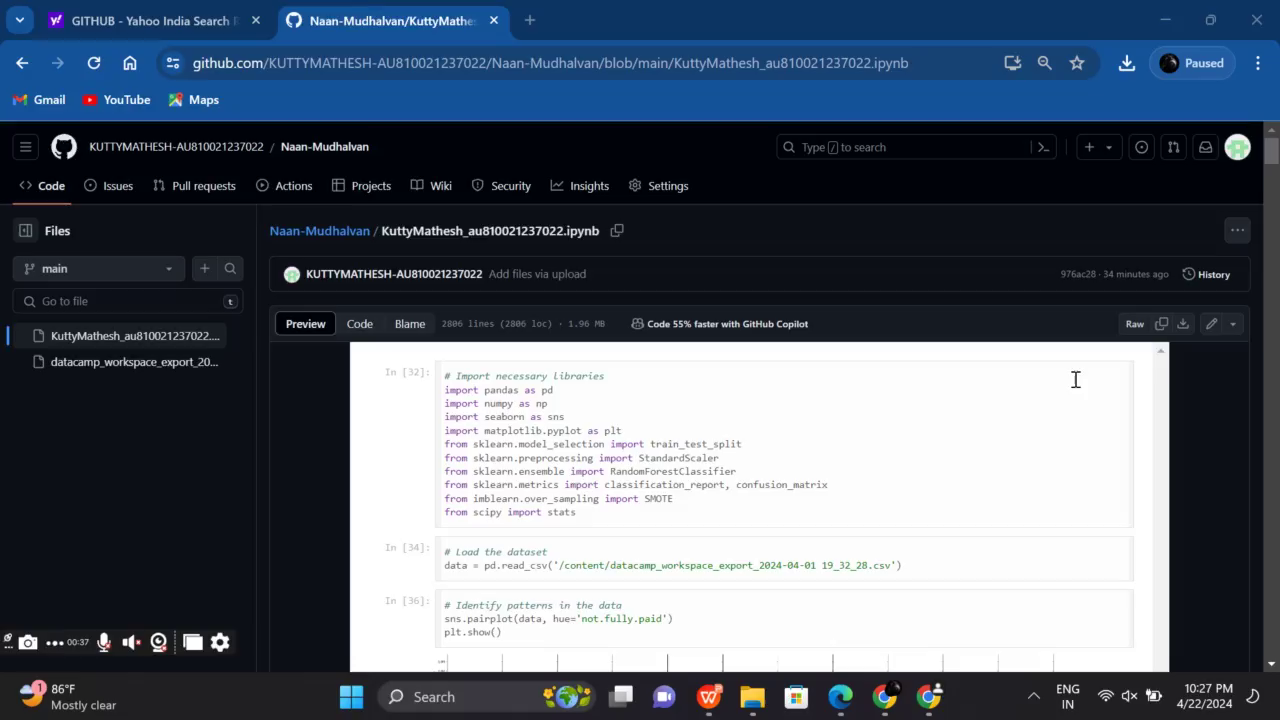 GITHUB - Yahoo India Search R
Naan-Mudhalvan/KuttyMathe
github.com/KUTTYMATHESH-AU810021237022/Naan-Mudhalvan/blob/main/KuttyMathesh_au810021237022.ipynb
Paused
Gmail
YouTube
Maps
KUTTYMATHESH-AU810021237022 / Naan-Mudhalvan
Type / to search
Code
Issues
Pull requests
Actions
Projects
Wiki
Security
Insights
Settings
Files
main
Go to file
t
KuttyMathesh_au810021237022....
datacamp_workspace_export_20...
Naan-Mudhalvan / KuttyMathesh_au810021237022.ipynb
KUTTYMATHESH-AU810021237022 Add files via upload
976ac28 · 34 minutes ago
History
Preview
Code
Blame
2806 lines (2806 loc) · 1.96 MB
Code 55% faster with GitHub Copilot
Raw
In [32]:
# Import necessary libraries
import pandas as pd
import numpy as np
import seaborn as sns
import matplotlib.pyplot as plt
from sklearn.model_selection import train_test_split
from sklearn.preprocessing import StandardScaler
from sklearn.ensemble import RandomForestClassifier
from sklearn.metrics import classification_report, confusion_matrix
from imblearn.over_sampling import SMOTE
from scipy import stats
In [34]:
# Load the dataset
data = pd.read_csv('/content/datacamp_workspace_export_2024-04-01 19_32_28.csv')
In [36]:
# Identify patterns in the data
sns.pairplot(data, hue='not.fully.paid')
plt.show()
00:37
1
86°F
Mostly clear
Search
ENG
IN
10:27 PM
4/22/2024